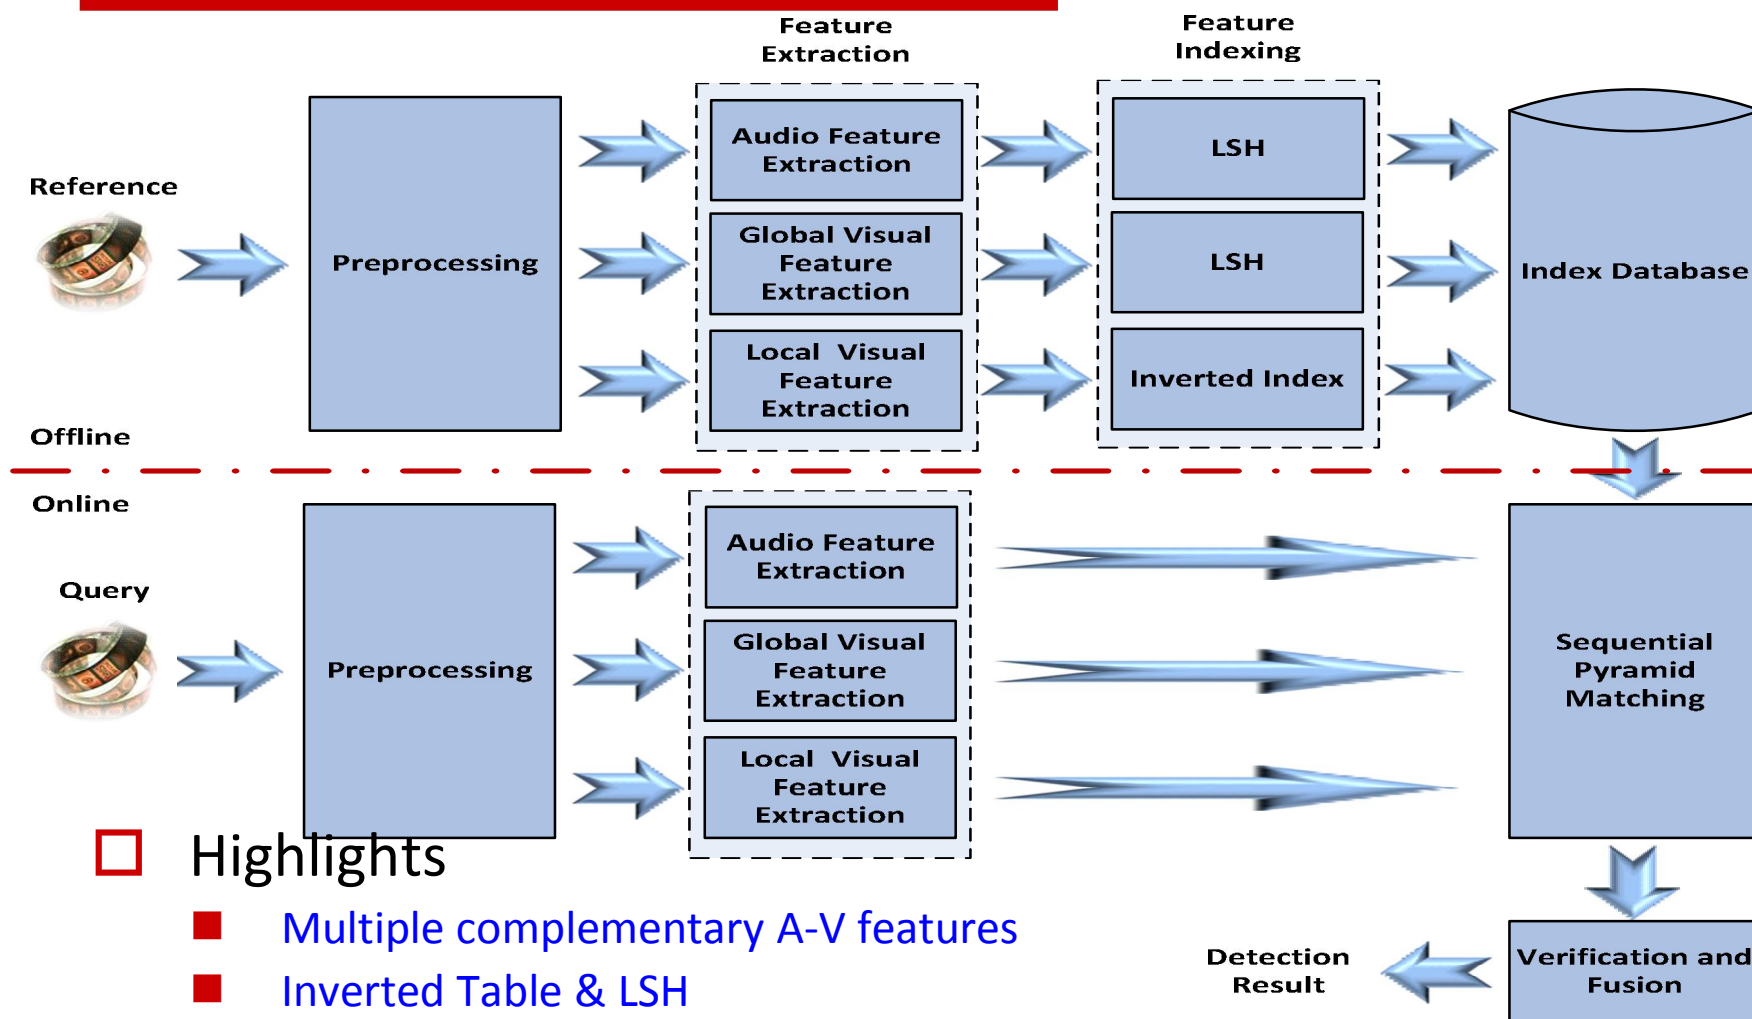 Feature
Extraction
Feature
Indexing
Reference
Preprocessing
Audio Feature
Extraction
Global Visual
Feature
Extraction
Local Visual
Feature
Extraction
LSH
LSH
Inverted Index
Index Database
Offline
Online
Query
Preprocessing
Audio Feature
Extraction
Global Visual
Feature
Extraction
Local Visual
Feature
Extraction
Sequential
Pyramid
Matching
Highlights
Multiple complementary A-V features
Inverted Table & LSH
Detection
Result
Verification and
Fusion